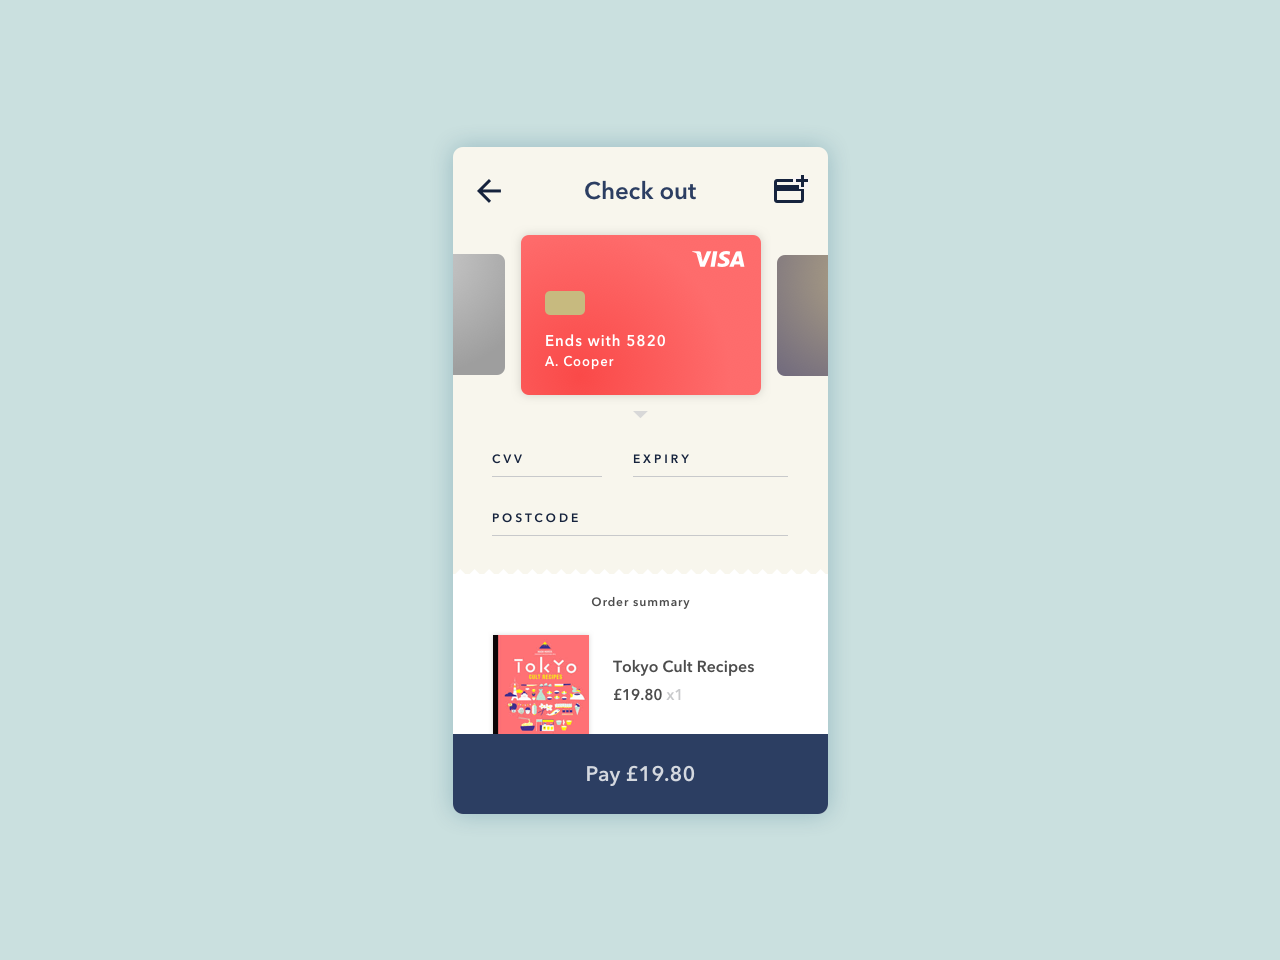 Check out
VISA
Ends with 5820
A. Cooper
CVV
EXPIRY
POSTCODE
Order summary
TOKYO
CULT RECIPES
Tokyo Cult Recipes
£19.80 x1
Pay £19.80